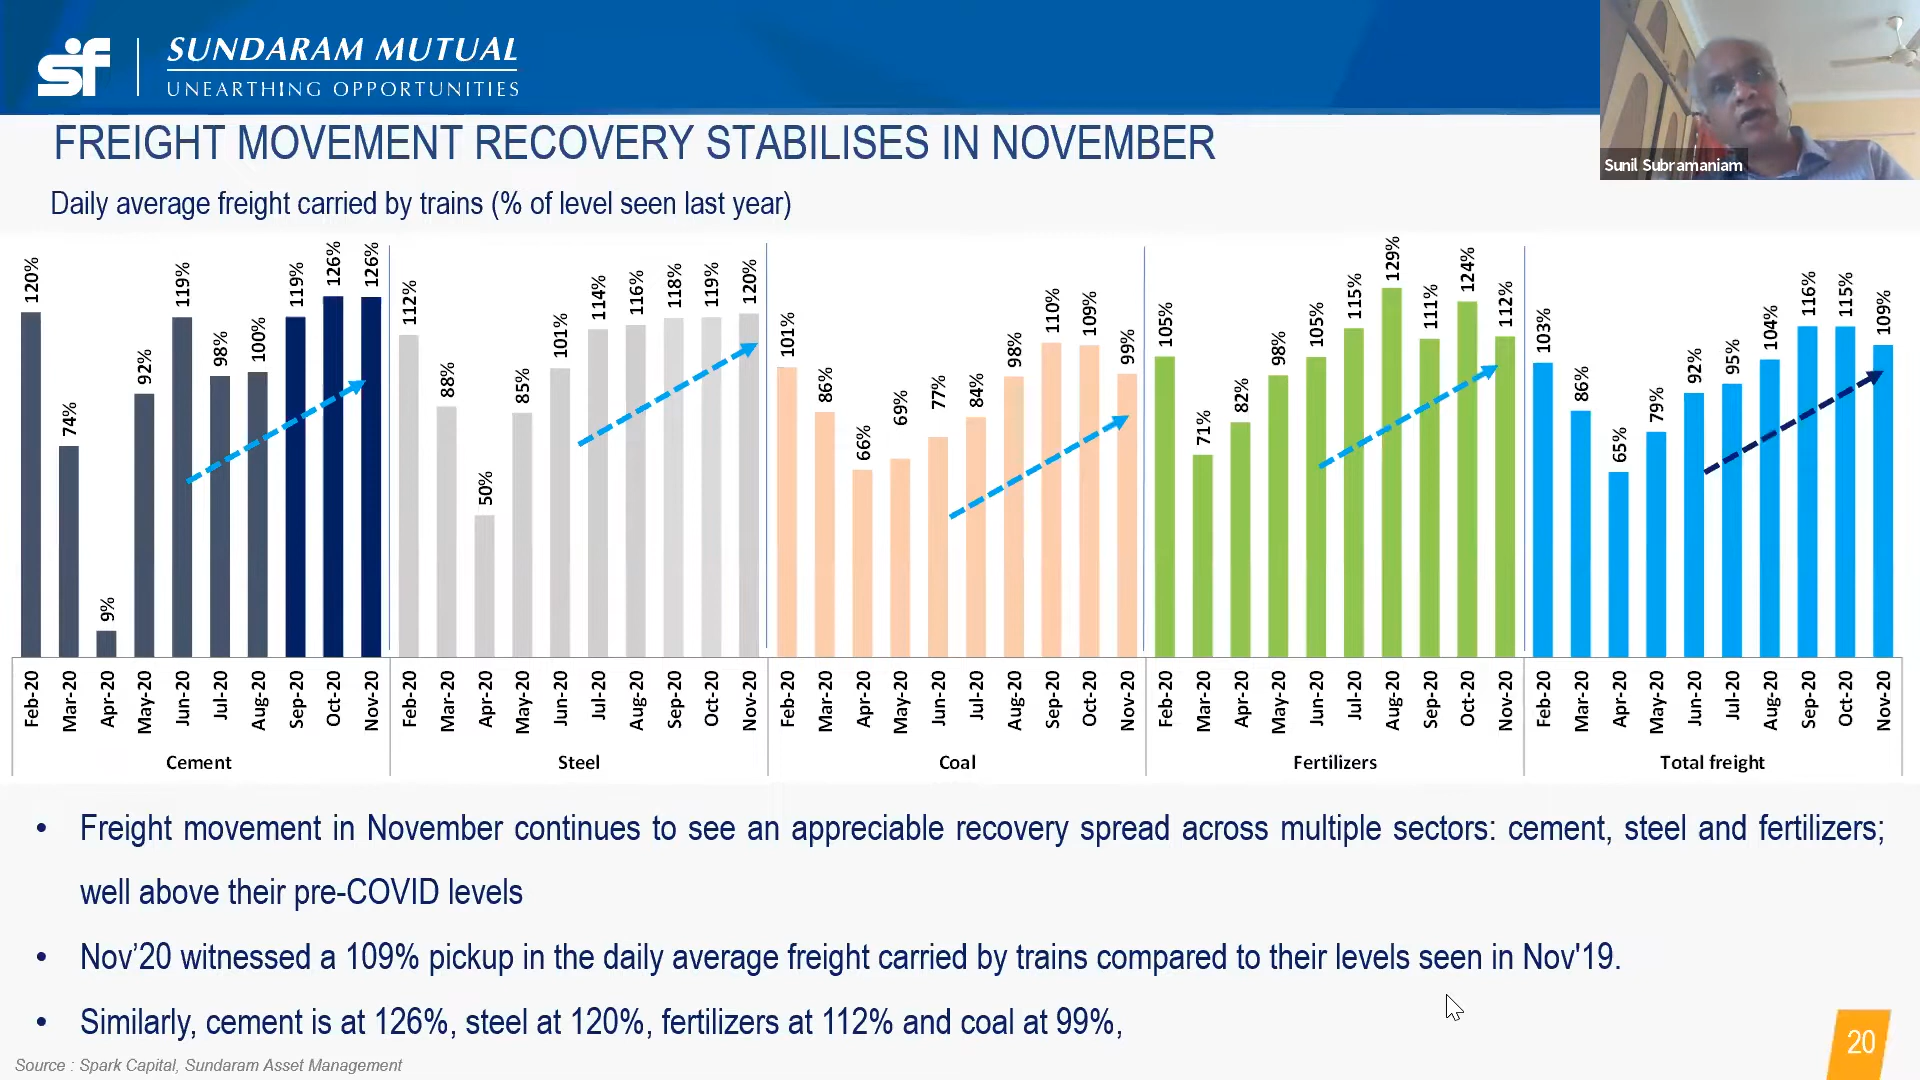 SUNDARAM MUTUAL
UNEARTHING OPPORTUNITIES
Sunil Subramaniam
FREIGHT MOVEMENT RECOVERY STABILISES IN NOVEMBER
Daily average freight carried by trains (% of level seen last year)
120% 74% 9% 92% 119% 98% 100% 119% 126% 126%
112% 88% 50% 85% 101% 114% 116% 118% 119% 120%
101% 86% 66% 69% 77% 84% 98% 110% 109% 99%
105% 71% 82% 98% 105% 115% 129% 111% 124% 112%
103% 86% 65% 79% 92% 95% 104% 116% 115% 109%
Feb-20 Mar-20 Apr-20 May-20 Jun-20 Jul-20 Aug-20 Sep-20 Oct-20 Nov-20
Feb-20 Mar-20 Apr-20 May-20 Jun-20 Jul-20 Aug-20 Sep-20 Oct-20 Nov-20
Feb-20 Mar-20 Apr-20 May-20 Jun-20 Jul-20 Aug-20 Sep-20 Oct-20 Nov-20
Feb-20 Mar-20 Apr-20 May-20 Jun-20 Jul-20 Aug-20 Sep-20 Oct-20 Nov-20
Feb-20 Mar-20 Apr-20 May-20 Jun-20 Jul-20 Aug-20 Sep-20 Oct-20 Nov-20
Cement Steel Coal Fertilizers Total freight
• Freight movement in November continues to see an appreciable recovery spread across multiple sectors: cement, steel and fertilizers;
well above their pre-COVID levels
• Nov’20 witnessed a 109% pickup in the daily average freight carried by trains compared to their levels seen in Nov'19.
• Similarly, cement is at 126%, steel at 120%, fertilizers at 112% and coal at 99%,
Source : Spark Capital, Sundaram Asset Management
20